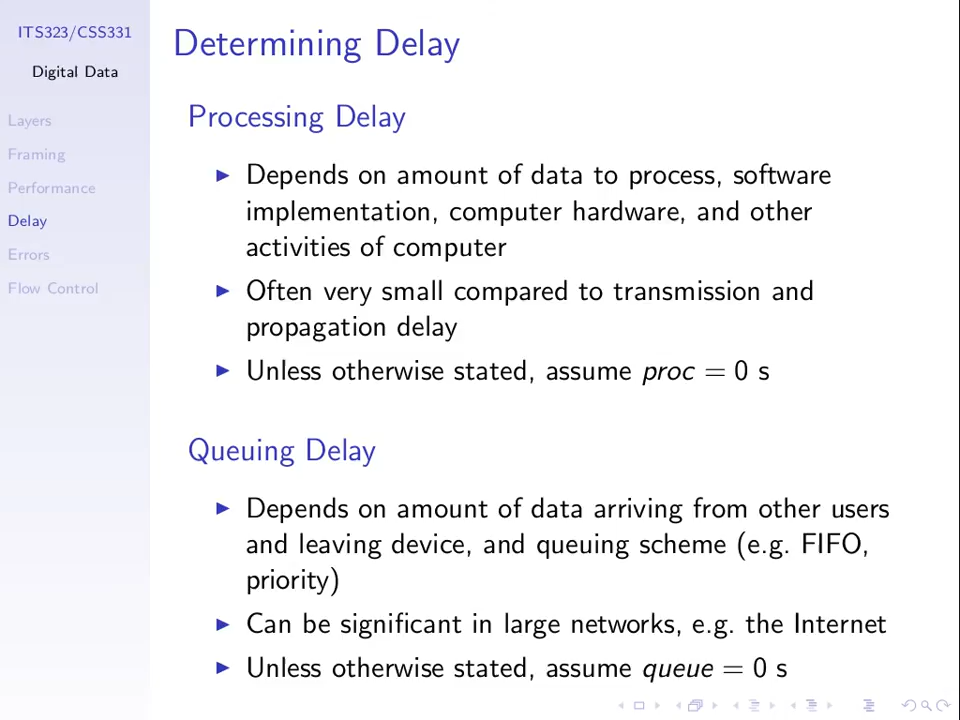 ITS323/CSS331
Digital Data
Layers
Framing
Performance
Delay
Errors
Flow Control
Determining Delay
Processing Delay
Depends on amount of data to process, software
implementation, computer hardware, and other
activities of computer
Often very small compared to transmission and
propagation delay
Unless otherwise stated, assume proc = 0 s
Queuing Delay
Depends on amount of data arriving from other users
and leaving device, and queuing scheme (e.g. FIFO,
priority)
Can be significant in large networks, e.g. the Internet
Unless otherwise stated, assume queue = 0 s